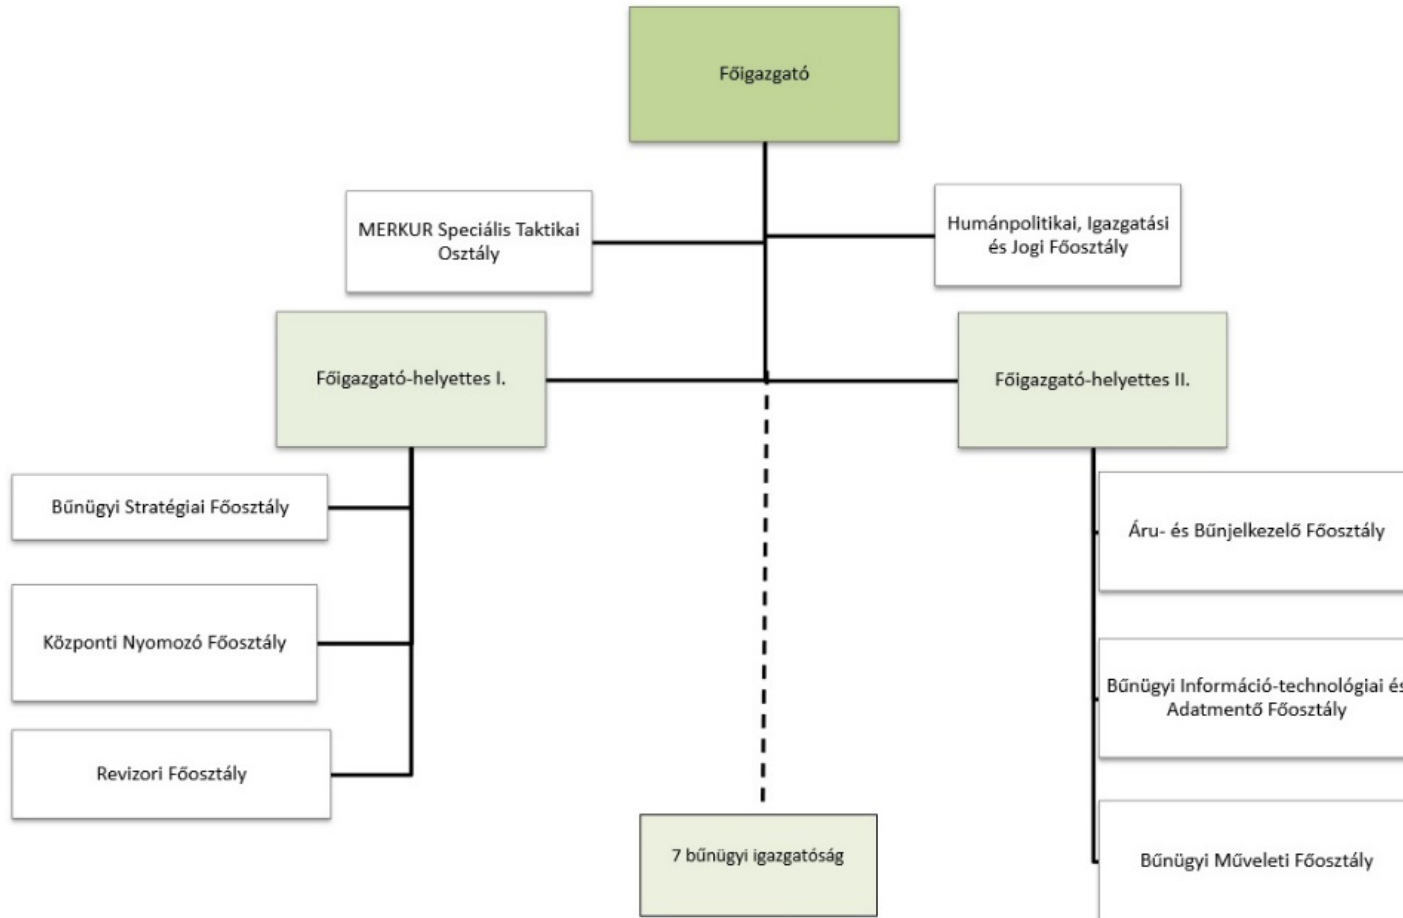 Főigazgató
MERKUR Speciális Taktikai
Osztály
Humánpolitikai, Igazgatási
és Jogi Főosztály
Főigazgató-helyettes I.
Főigazgató-helyettes II.
Bűnügyi Stratégiai Főosztály
Központi Nyomozó Főosztály
Revizori Főosztály
7 bűnügyi igazgatóság
Áru- és Bűnjelkezelő Főosztály
Bűnügyi Információ-technológiai és
Adatmentő Főosztály
Bűnügyi Műveleti Főosztály